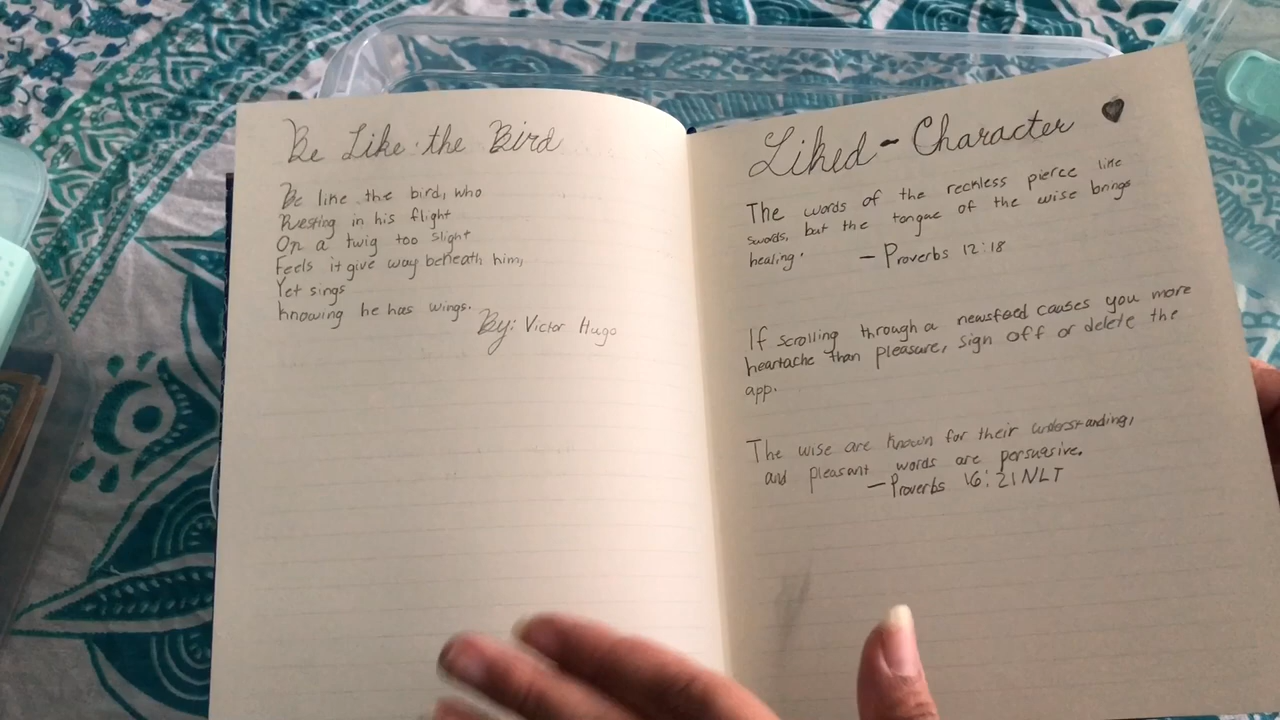 Be Like the Bird
Be like the bird, who
Resting in his flight
On a twig too slight
Feels it give way beneath him,
Yet sings
knowing he has wings.
By: Victor Hugo
Liked - Character
The words of the reckless pierce like
swords, but the tongue of the wise brings
healing.
— Proverbs 12:18
If scrolling through a newsfeed causes you more
heartache than pleasure, sign off or delete the
app.
The wise are known for their understanding,
and pleasant words are persuasive.
— Proverbs 16:21 NLT